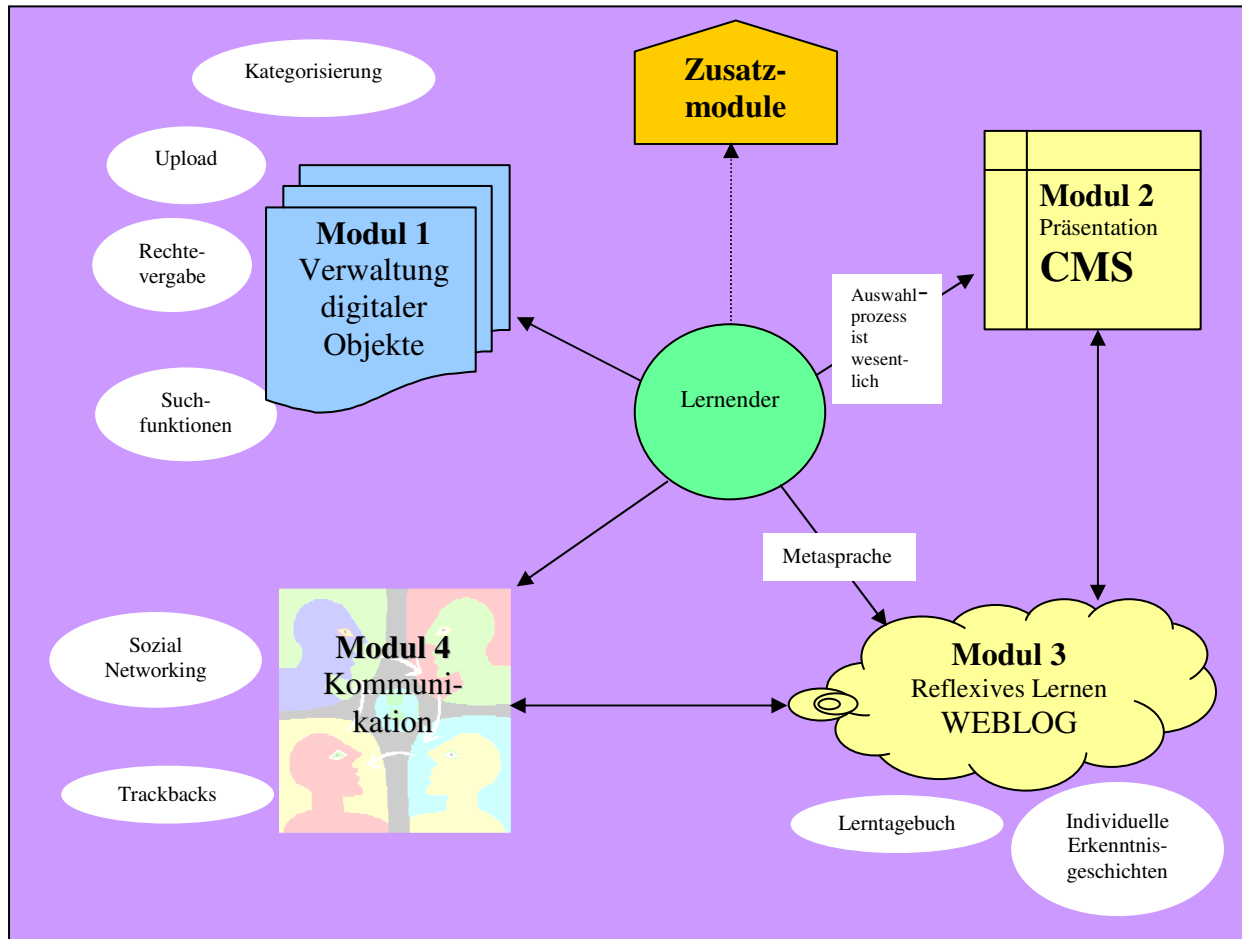 Kategorisierung
Zusatz-
module
Upload
Modul 1
Verwaltung
digitaler
Objekte
Rechte-
vergabe
Such-
funktionen
Modul 2
Präsentation
CMS
Auswahl-
prozess
ist
wesent-
lich
Lernender
Metasprache
Sozial
Networking
Modul 4
Kommuni-
kation
Trackbacks
Modul 3
Reflexives Lernen
WEBLOG
Lerntagebuch
Individuelle
Erkenntnis-
geschichten